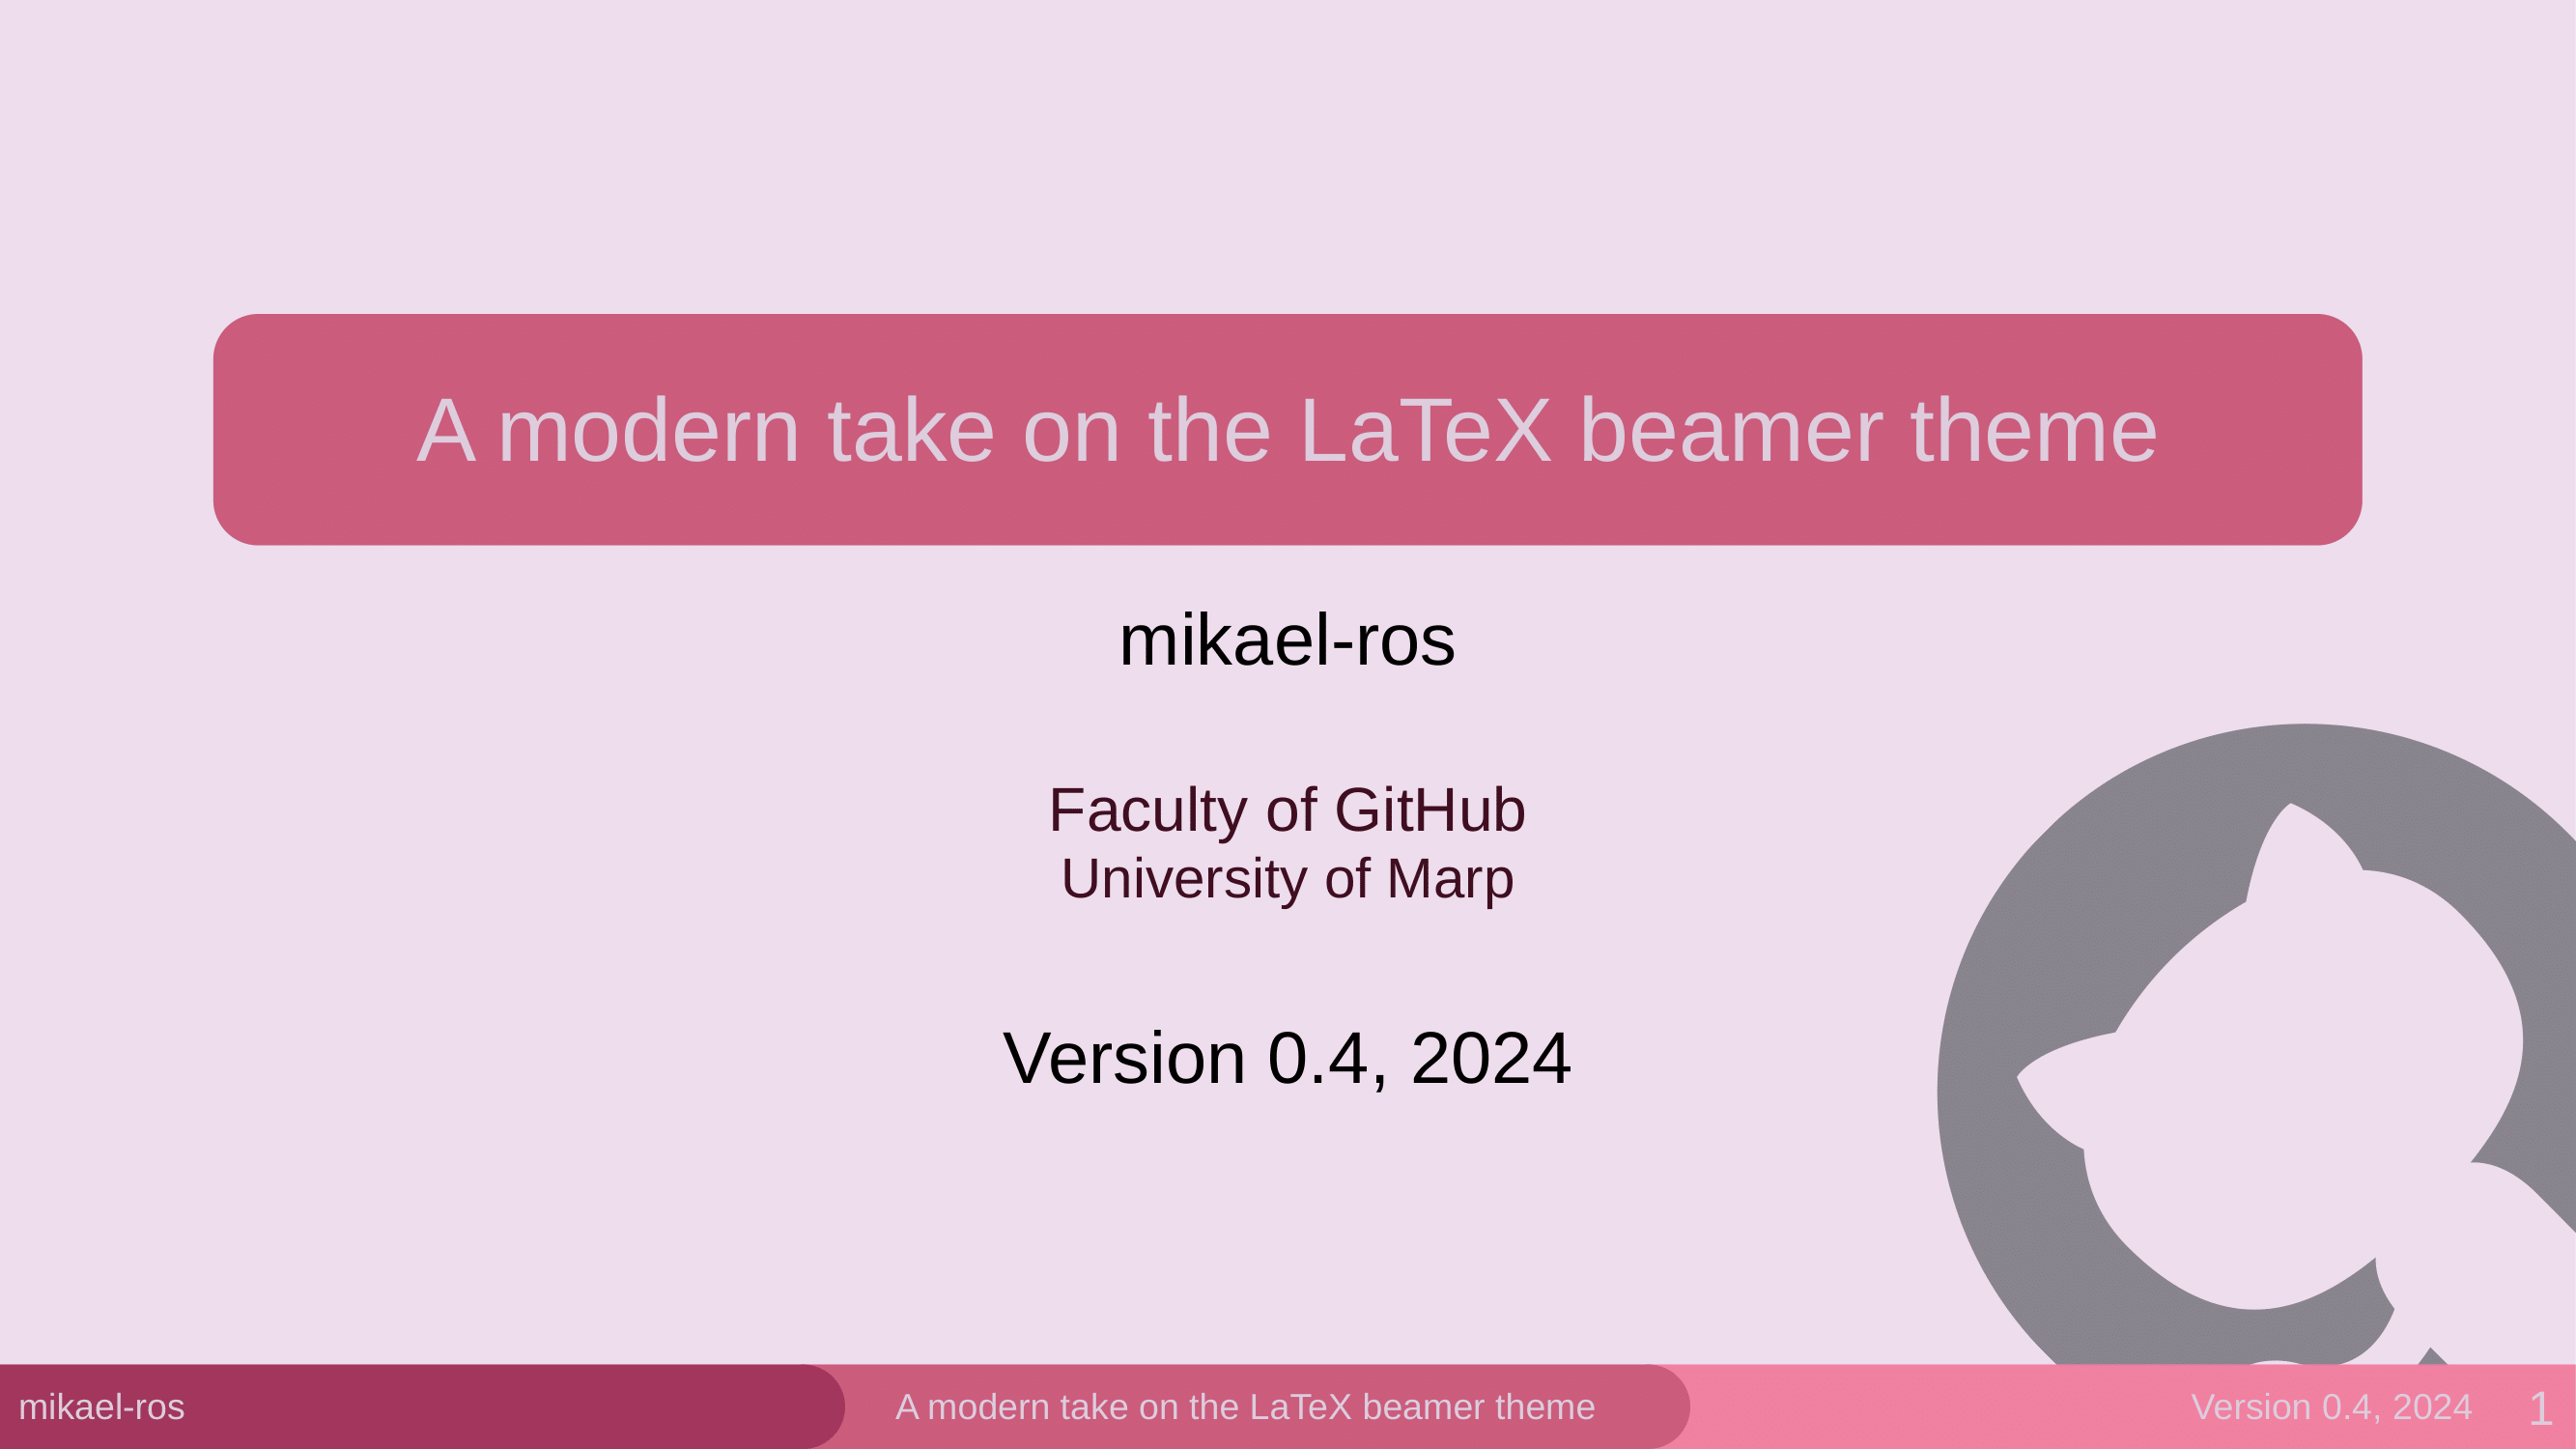 A modern take on the LaTeX beamer theme
mikael-ros
Faculty of GitHub
University of Marp
Version 0.4, 2024
mikael-ros
A modern take on the LaTeX beamer theme
Version 0.4, 2024
1